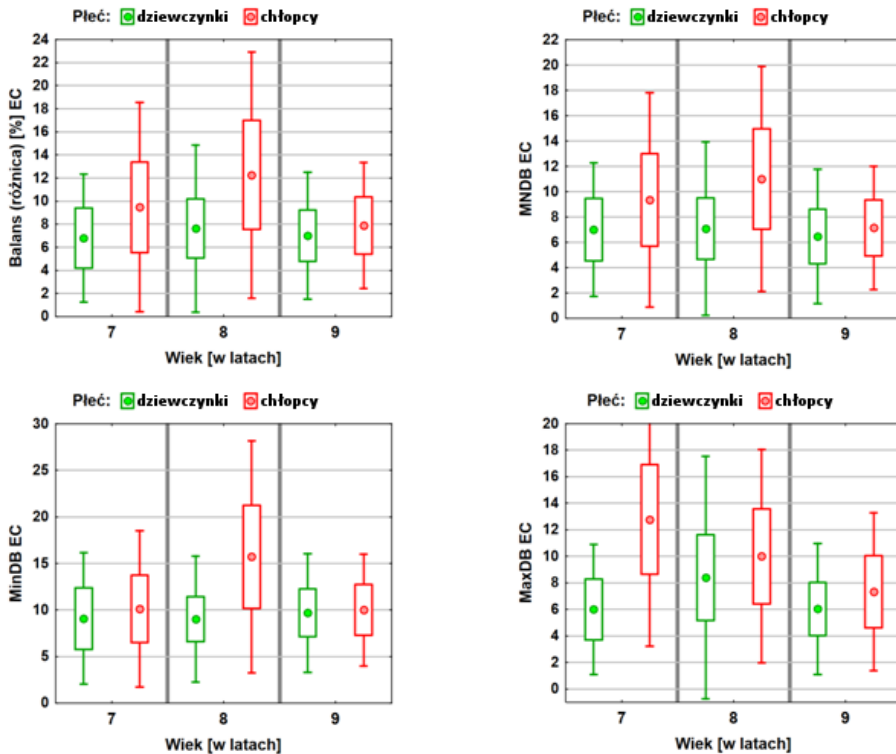 Płeć: dziewczynki chłopcy
24
22
20
18
16
14
12
10
8
6
4
2
0
Balans (różnica) [%] EC
7 8 9
Wiek [w latach]
Płeć: dziewczynki chłopcy
22
20
18
16
14
12
10
8
6
4
2
0
MNDB EC
7 8 9
Wiek [w latach]
Płeć: dziewczynki chłopcy
30
25
20
15
10
5
0
MinDB EC
7 8 9
Wiek [w latach]
Płeć: dziewczynki chłopcy
20
18
16
14
12
10
8
6
4
2
0
MaxDB EC
7 8 9
Wiek [w latach]